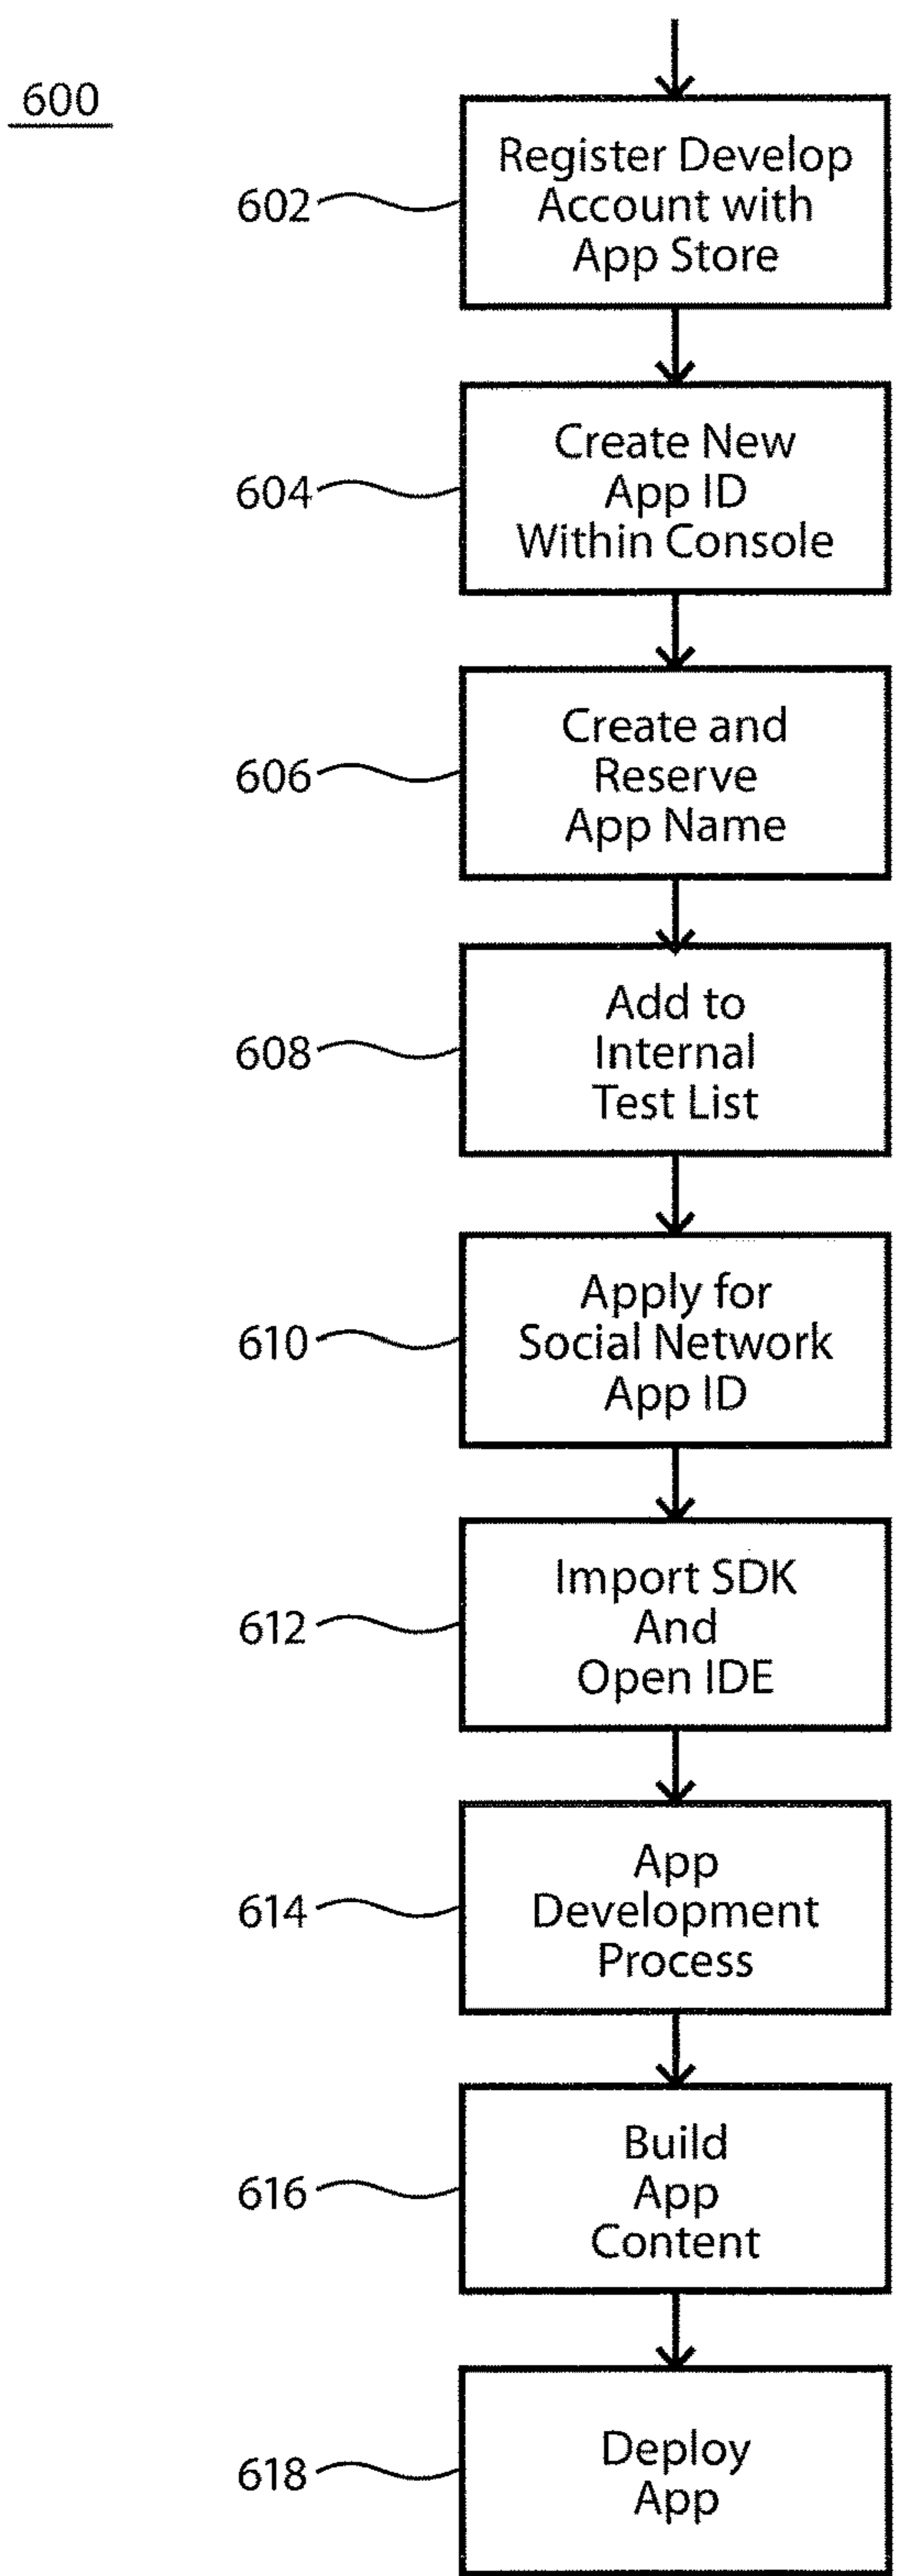 600
602
Register Develop
Account with
App Store
604
Create New
App ID
Within Console
606
Create and
Reserve
App Name
608
Add to
Internal
Test List
610
Apply for
Social Network
App ID
612
Import SDK
And
Open IDE
614
App
Development
Process
616
Build
App
Content
618
Deploy
App